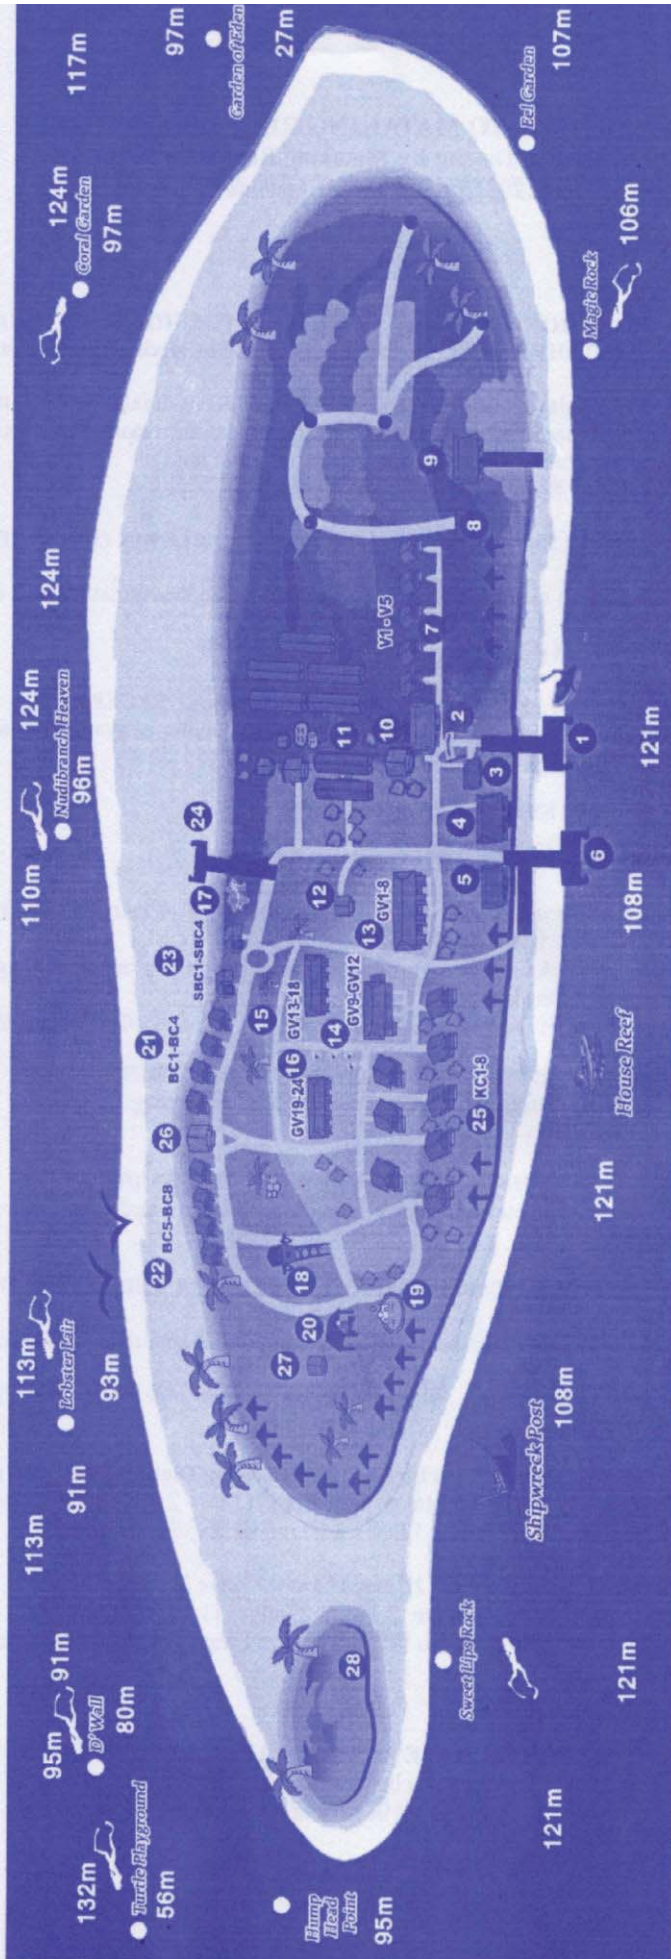 132m
Turtle Playground
56m
95m
91m
D' Wall
80m
113m
91m
113m
Lobster Lair
93m
110m
124m
Nudibranch Heaven
96m
124m
124m
Coral Garden
97m
117m
97m
Garden of Eden
27m
Hump
Head
Point
95m
22
BC5-BC8
26
21
BC1-BC4
23
SBC1-SBC4
17
24
15
GV13-18
16
GV19-24
14
GV9-GV12
13
GV1-8
12
11
10
18
20
27
19
25
KC1-8
28
V1 - V5
7
8
9
5
4
3
2
6
1
Sweet Lips Rock
121m
121m
Shipwreck Post
108m
121m
House Reef
108m
121m
Magic Rock
106m
Eel Garden
107m